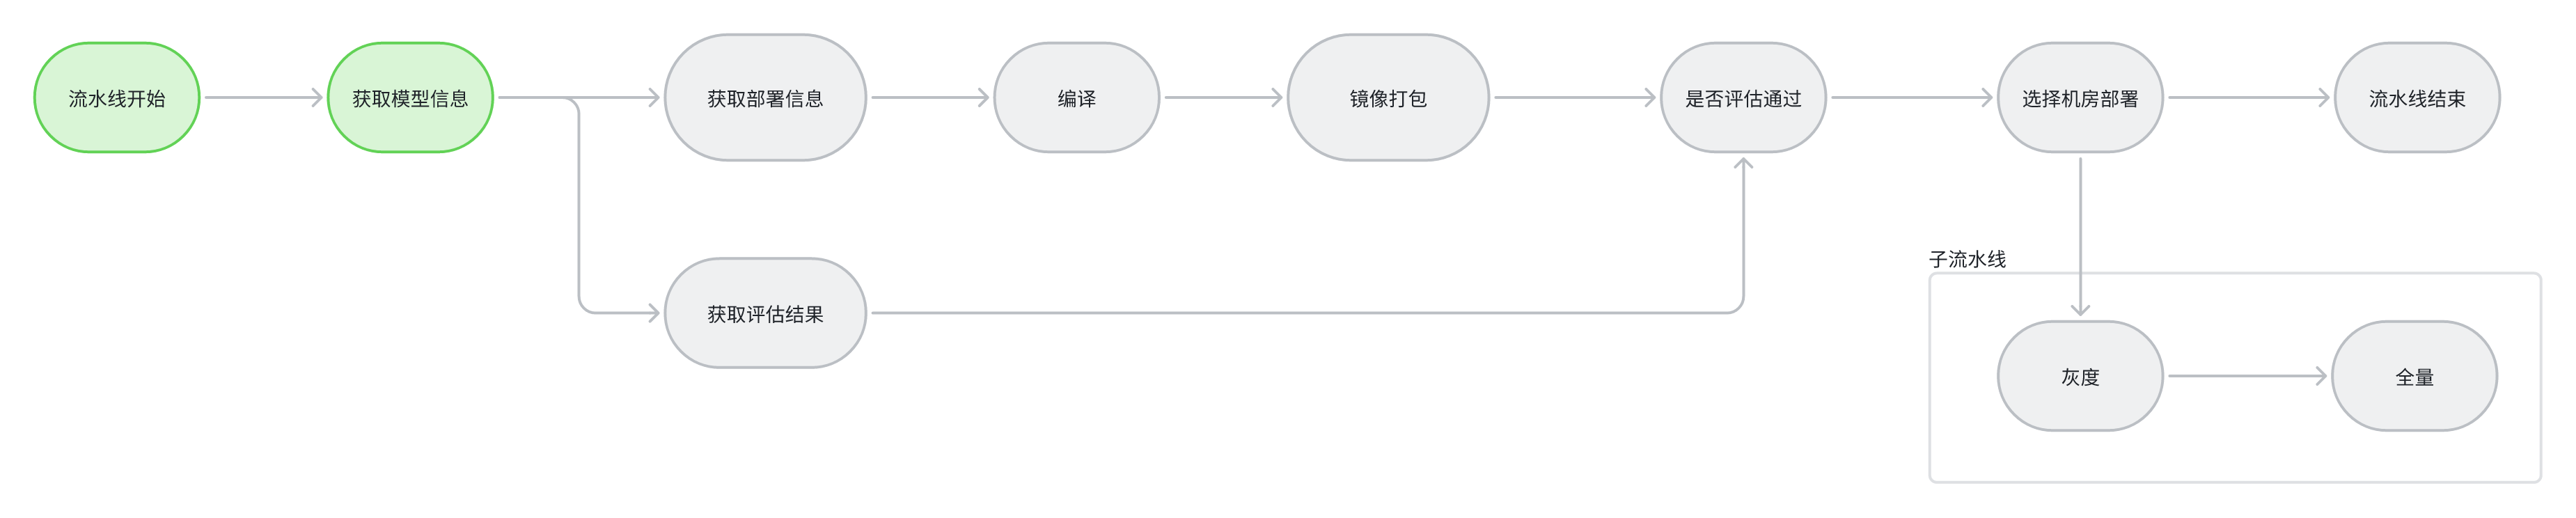 流水线开始
获取模型信息
获取部署信息
编译
镜像打包
是否评估通过
选择机房部署
流水线结束
获取评估结果
子流水线
灰度
全量